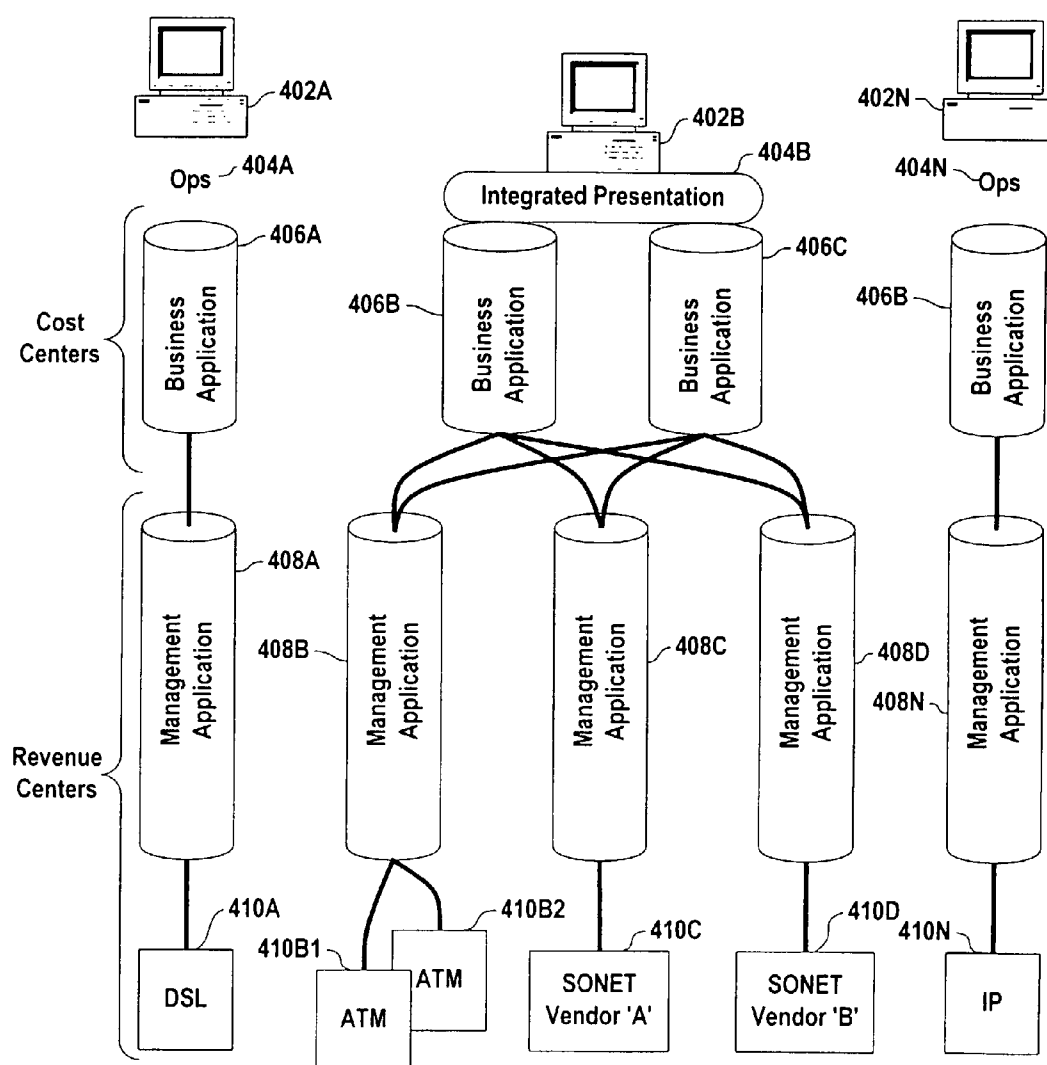 402A
402B
402N
404A
Ops
404B
404N
Ops
Integrated Presentation
406A
406B
406C
406B
Cost
Centers
Business
Application
Business
Application
Business
Application
Business
Application
408A
408B
408C
408D
408N
Management
Application
Management
Application
Management
Application
Management
Application
Management
Application
Revenue
Centers
410A
410B1
410B2
410C
410D
410N
DSL
ATM
ATM
SONET
Vendor 'A'
SONET
Vendor 'B'
IP